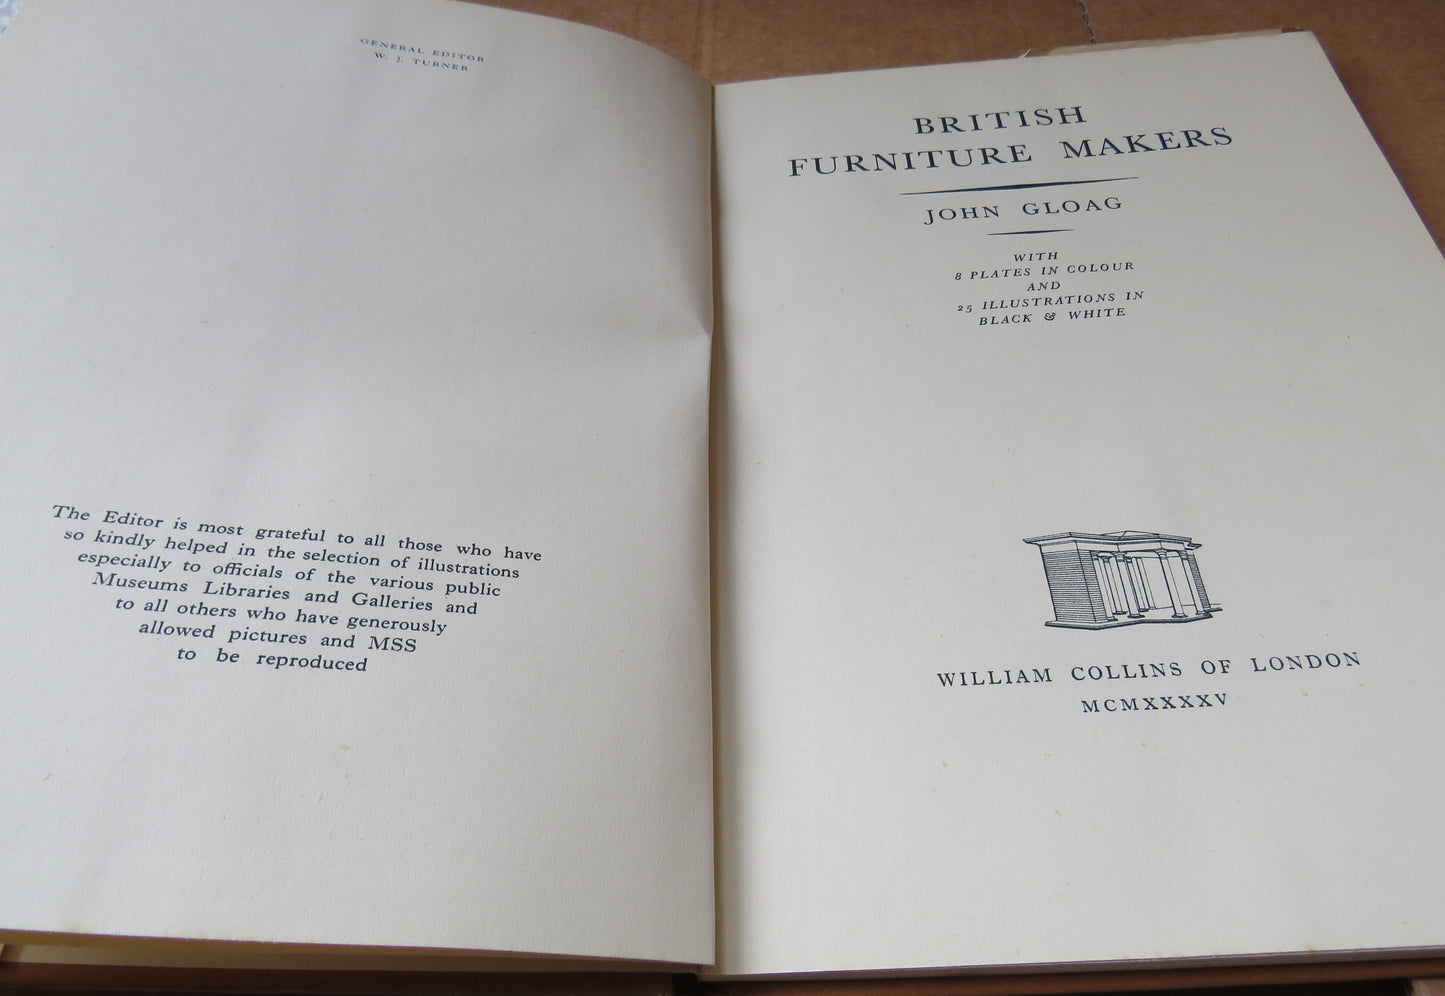 GENERAL EDITOR
W. J. TURNER
The Editor is most grateful to all those who have
so kindly helped in the selection of illustrations
especially to officials of the various public
Museums Libraries and Galleries and
to all others who have generously
allowed pictures and MSS
to be reproduced
BRITISH
FURNITURE MAKERS
JOHN GLOAG
WITH
8 PLATES IN COLOUR
AND
25 ILLUSTRATIONS IN
BLACK & WHITE
WILLIAM COLLINS OF LONDON
MCMXXXXV